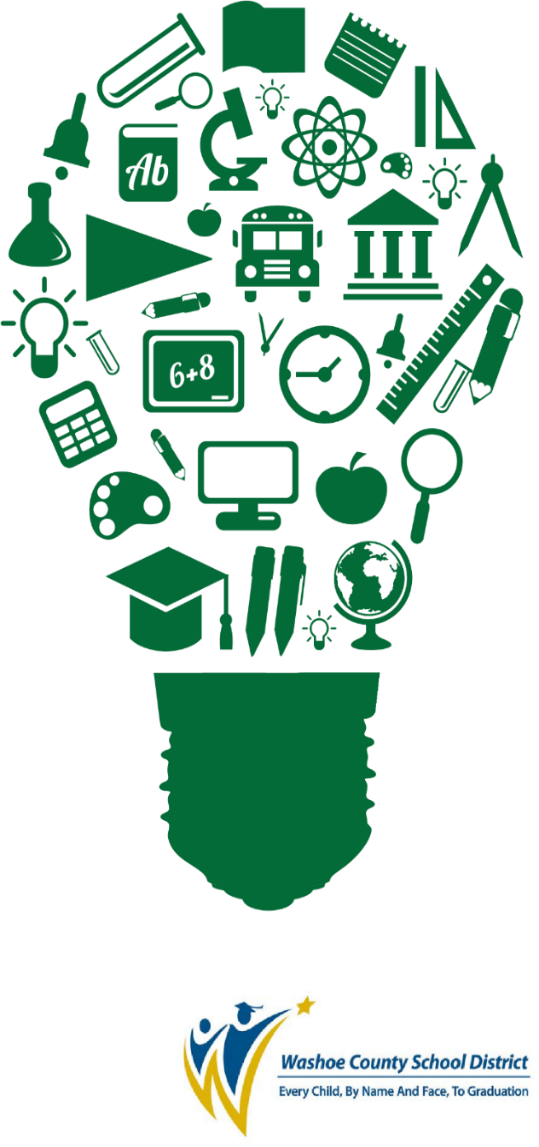 Ab
6+8
Washoe County School District
Every Child, By Name And Face, To Graduation